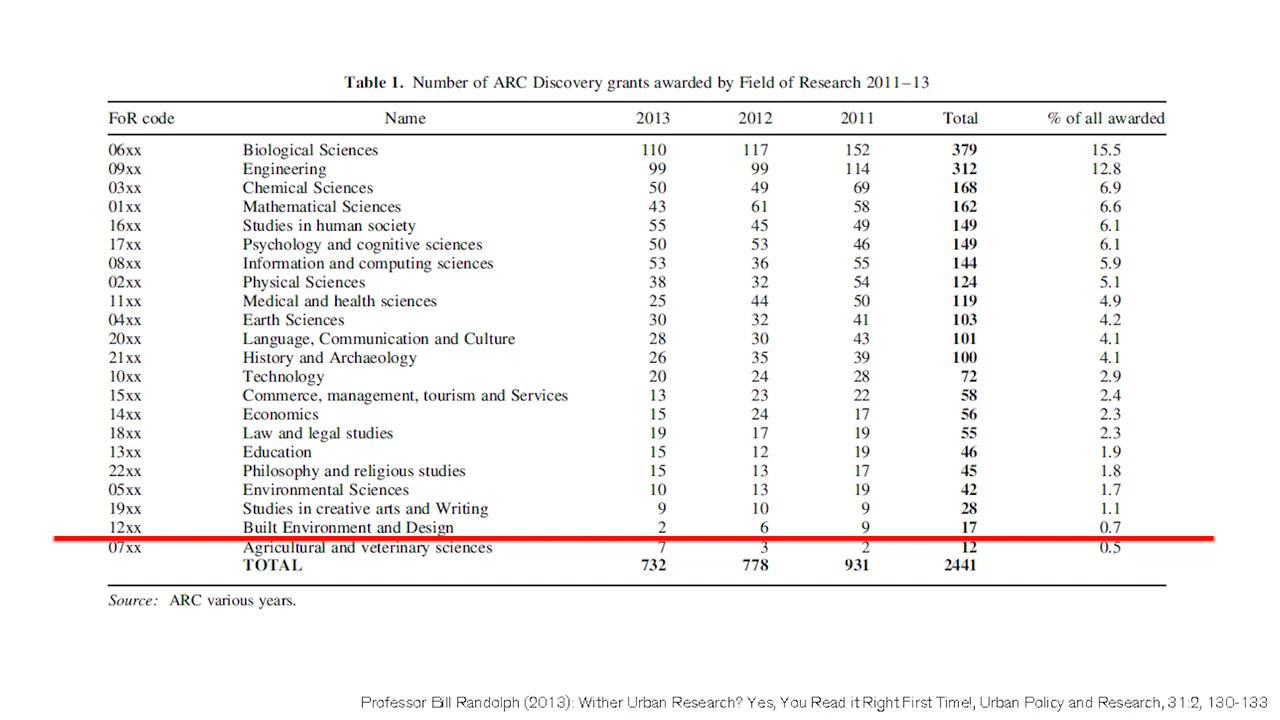 Table 1. Number of ARC Discovery grants awarded by Field of Research 2011–13
FoR code Name 2013 2012 2011 Total % of all awarded
06xx Biological Sciences 110 117 152 379 15.5
09xx Engineering 99 99 114 312 12.8
03xx Chemical Sciences 50 49 69 168 6.9
01xx Mathematical Sciences 43 61 58 162 6.6
16xx Studies in human society 55 45 49 149 6.1
17xx Psychology and cognitive sciences 50 53 46 149 6.1
08xx Information and computing sciences 53 36 55 144 5.9
02xx Physical Sciences 38 32 54 124 5.1
11xx Medical and health sciences 25 44 50 119 4.9
04xx Earth Sciences 30 32 41 103 4.2
20xx Language, Communication and Culture 28 30 43 101 4.1
21xx History and Archaeology 26 35 39 100 4.1
10xx Technology 20 24 28 72 2.9
15xx Commerce, management, tourism and Services 13 23 22 58 2.4
14xx Economics 15 24 17 56 2.3
18xx Law and legal studies 19 17 19 55 2.3
13xx Education 15 12 19 46 1.9
22xx Philosophy and religious studies 15 13 17 45 1.8
05xx Environmental Sciences 10 13 19 42 1.7
19xx Studies in creative arts and Writing 9 10 9 28 1.1
12xx Built Environment and Design 2 6 9 17 0.7
07xx Agricultural and veterinary sciences 7 3 2 12 0.5
TOTAL 732 778 931 2441
Source: ARC various years.
Professor Bill Randolph (2013): Wither Urban Research? Yes, You Read it Right First Time!, Urban Policy and Research, 31:2, 130-133